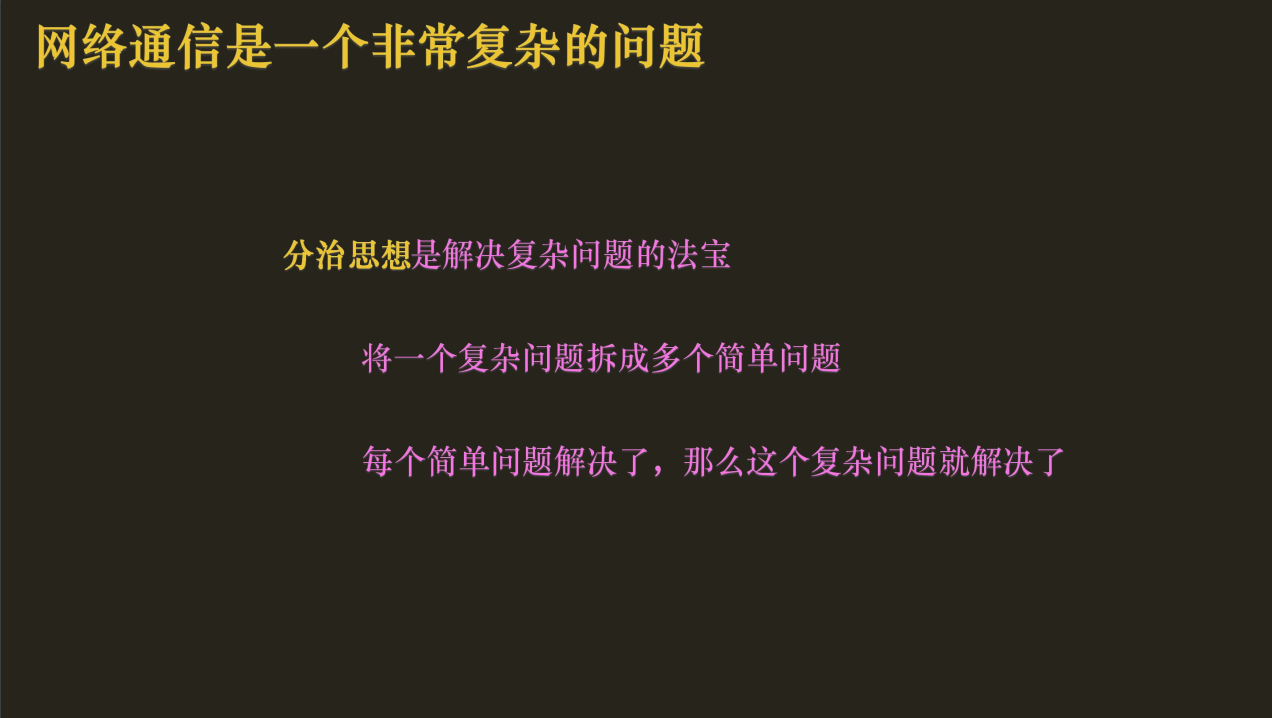 网络通信是一个非常复杂的问题
分治思想是解决复杂问题的法宝
将一个复杂问题拆成多个简单问题
每个简单问题解决了，那么这个复杂问题就解决了